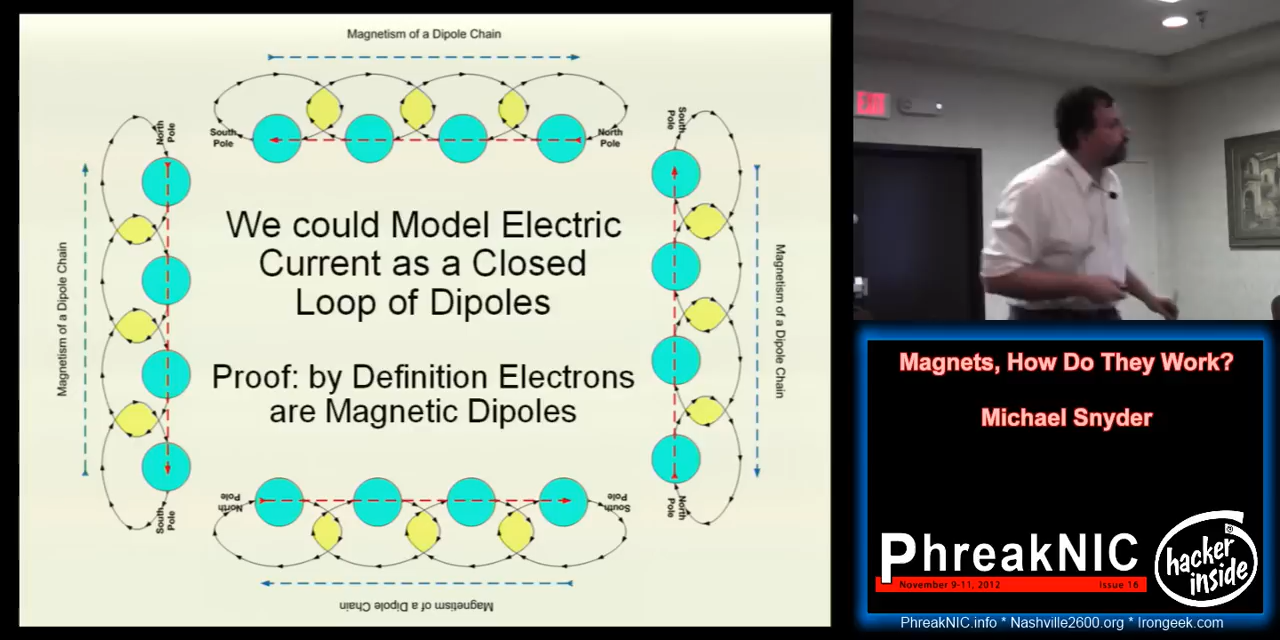 Magnetism of a Dipole Chain
South
Pole
North
Pole
North
Pole
South
Pole
Magnetism of a Dipole Chain
We could Model Electric
Current as a Closed
Loop of Dipoles
Proof: by Definition Electrons
are Magnetic Dipoles
Magnetism of a Dipole Chain
South
Pole
North
Pole
North
Pole
South
Pole
Magnetism of a Dipole Chain
Magnets, How Do They Work?
Michael Snyder
PhreakNIC
November 9-11, 2012
Issue 16
hacker
inside
PhreakNIC.info * Nashville2600.org * Irongeek.com